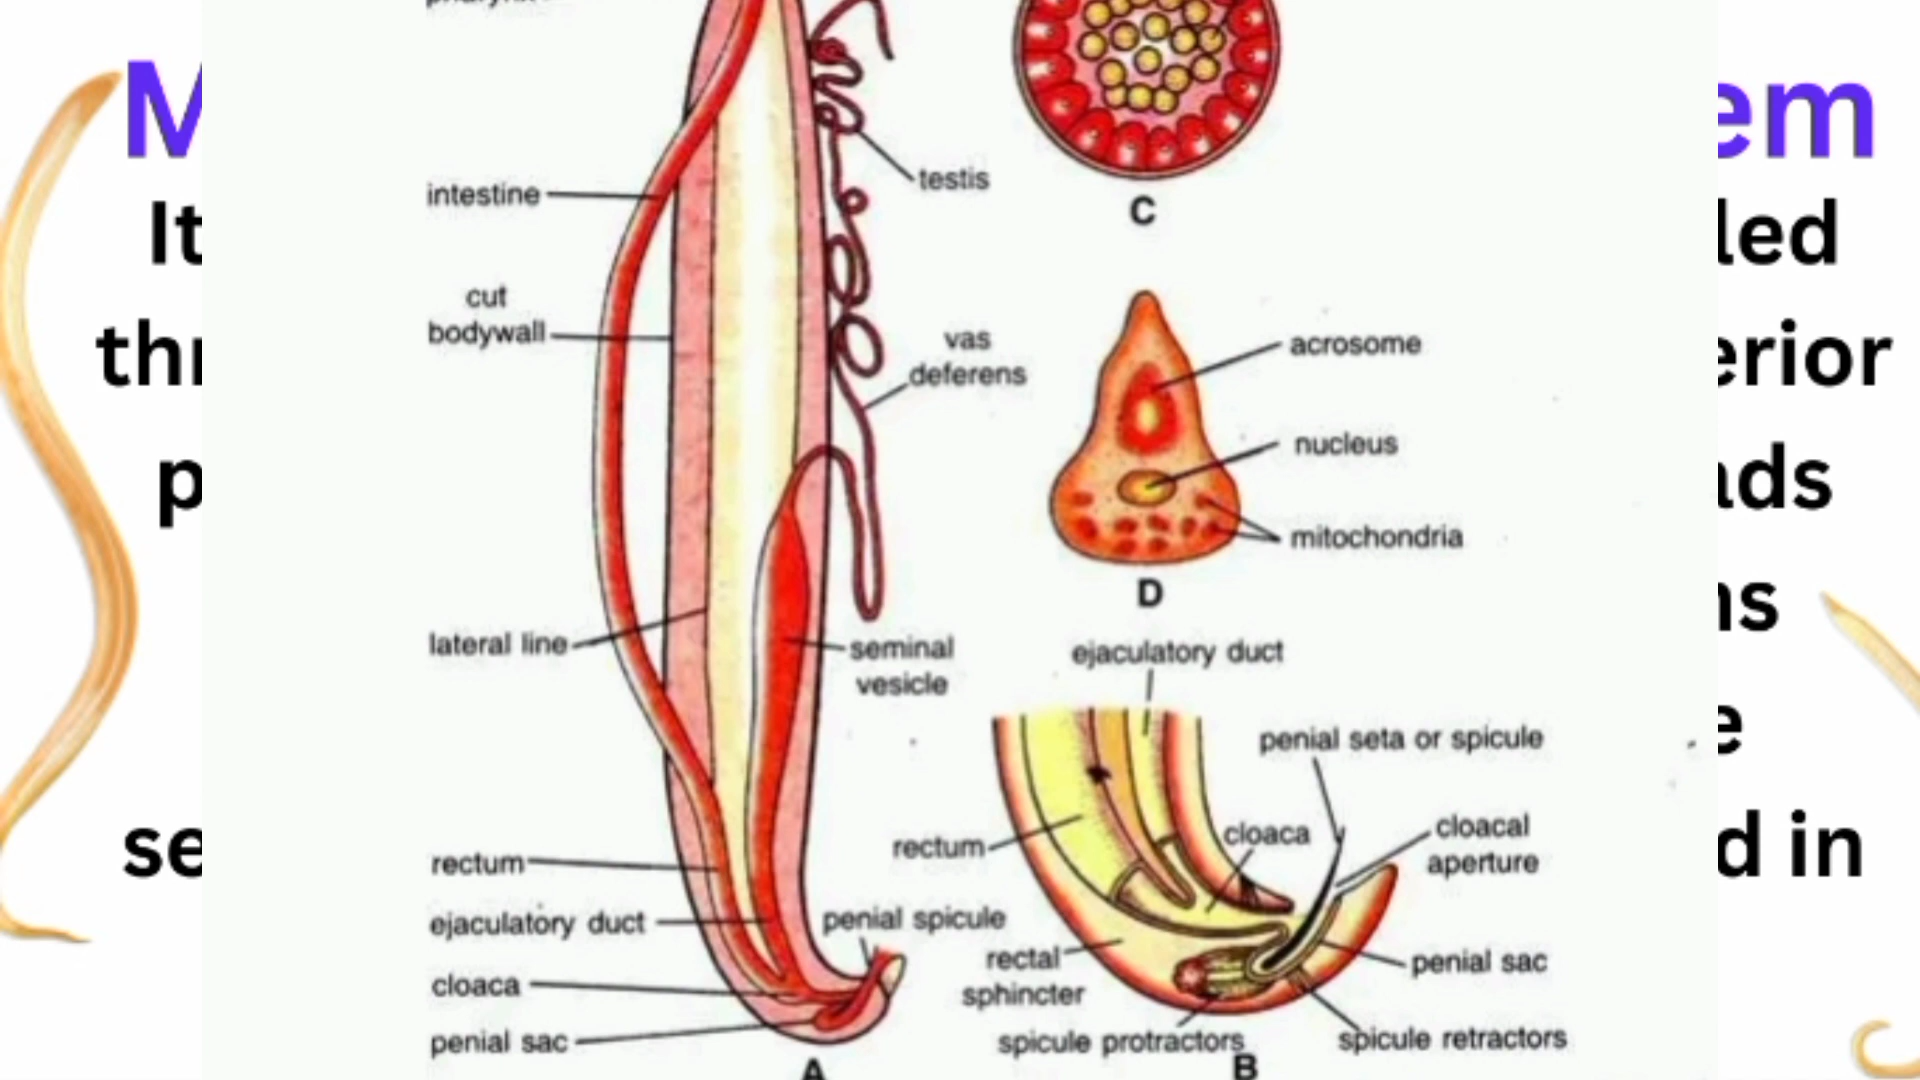 M em
It led
testis
intestine
C
thr erior
cut
bodywall
vas
deferens
acrosome
nucleus
p ads
mitochondria
D
ns
lateral line
seminal
vesicle
ejaculatory duct
e
penial seta or spicule
se d in
rectum
ejaculatory duct
cloaca
penial sac
penial spicule
A
rectum
cloaca
cloacal
aperture
rectal
sphincter
penial sac
spicule protractors
spicule retractors
B